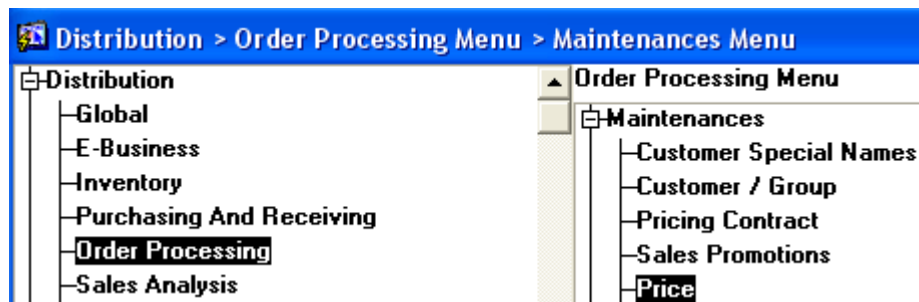 Distribution > Order Processing Menu > Maintenances Menu
Distribution
Global
E-Business
Inventory
Purchasing And Receiving
Order Processing
Sales Analysis
Order Processing Menu
Maintenances
Customer Special Names
Customer / Group
Pricing Contract
Sales Promotions
Price